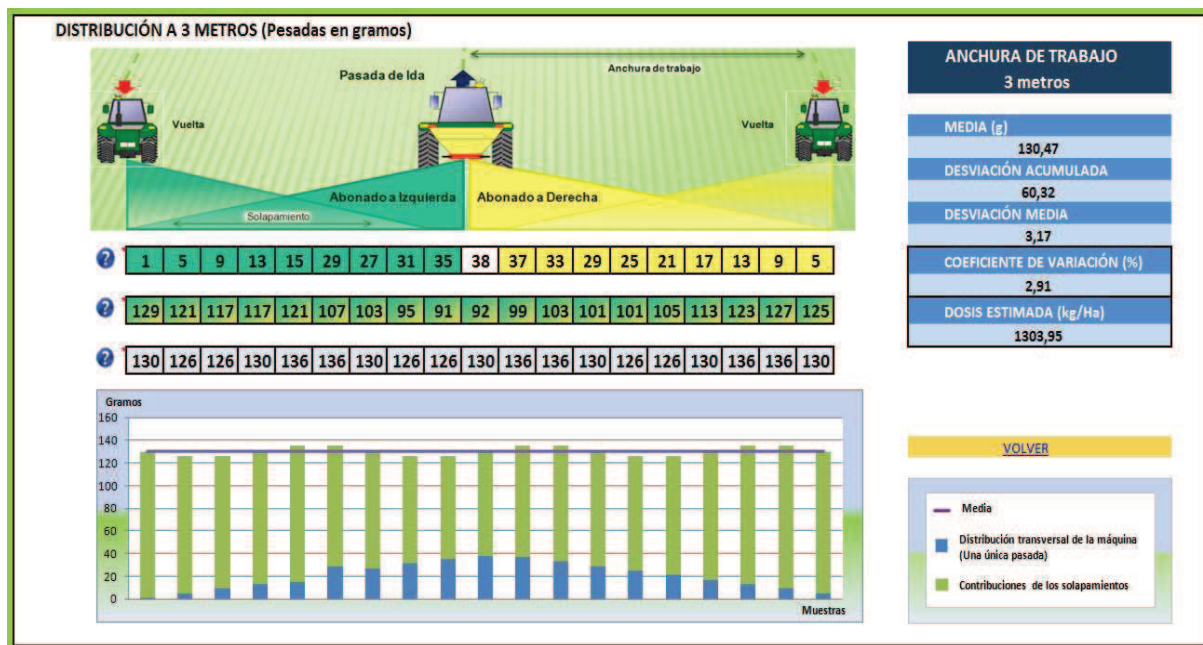 DISTRIBUCIÓN A 3 METROS (Pesadas en gramos)
Pasada de Ida
Anchura de trabajo
Vuelta
Vuelta
Abonado a Izquierda
Abonado a Derecha
Solapamiento
? * 1 5 9 13 15 29 27 31 35 38 37 33 29 25 21 17 13 9 5
? * 129 121 117 117 121 107 103 95 91 92 99 103 101 101 105 113 123 127 125
? * 130 126 126 130 136 136 130 126 126 130 136 136 130 126 126 130 136 136 130
Gramos
160
140
120
100
80
60
40
20
0
Muestras
ANCHURA DE TRABAJO
3 metros
MEDIA (g)
130,47
DESVIACIÓN ACUMULADA
60,32
DESVIACIÓN MEDIA
3,17
COEFICIENTE DE VARIACIÓN (%)
2,91
DOSIS ESTIMADA (kg/Ha)
1303,95
VOLVER
Media
Distribución transversal de la máquina
(Una única pasada)
Contribuciones de los solapamientos